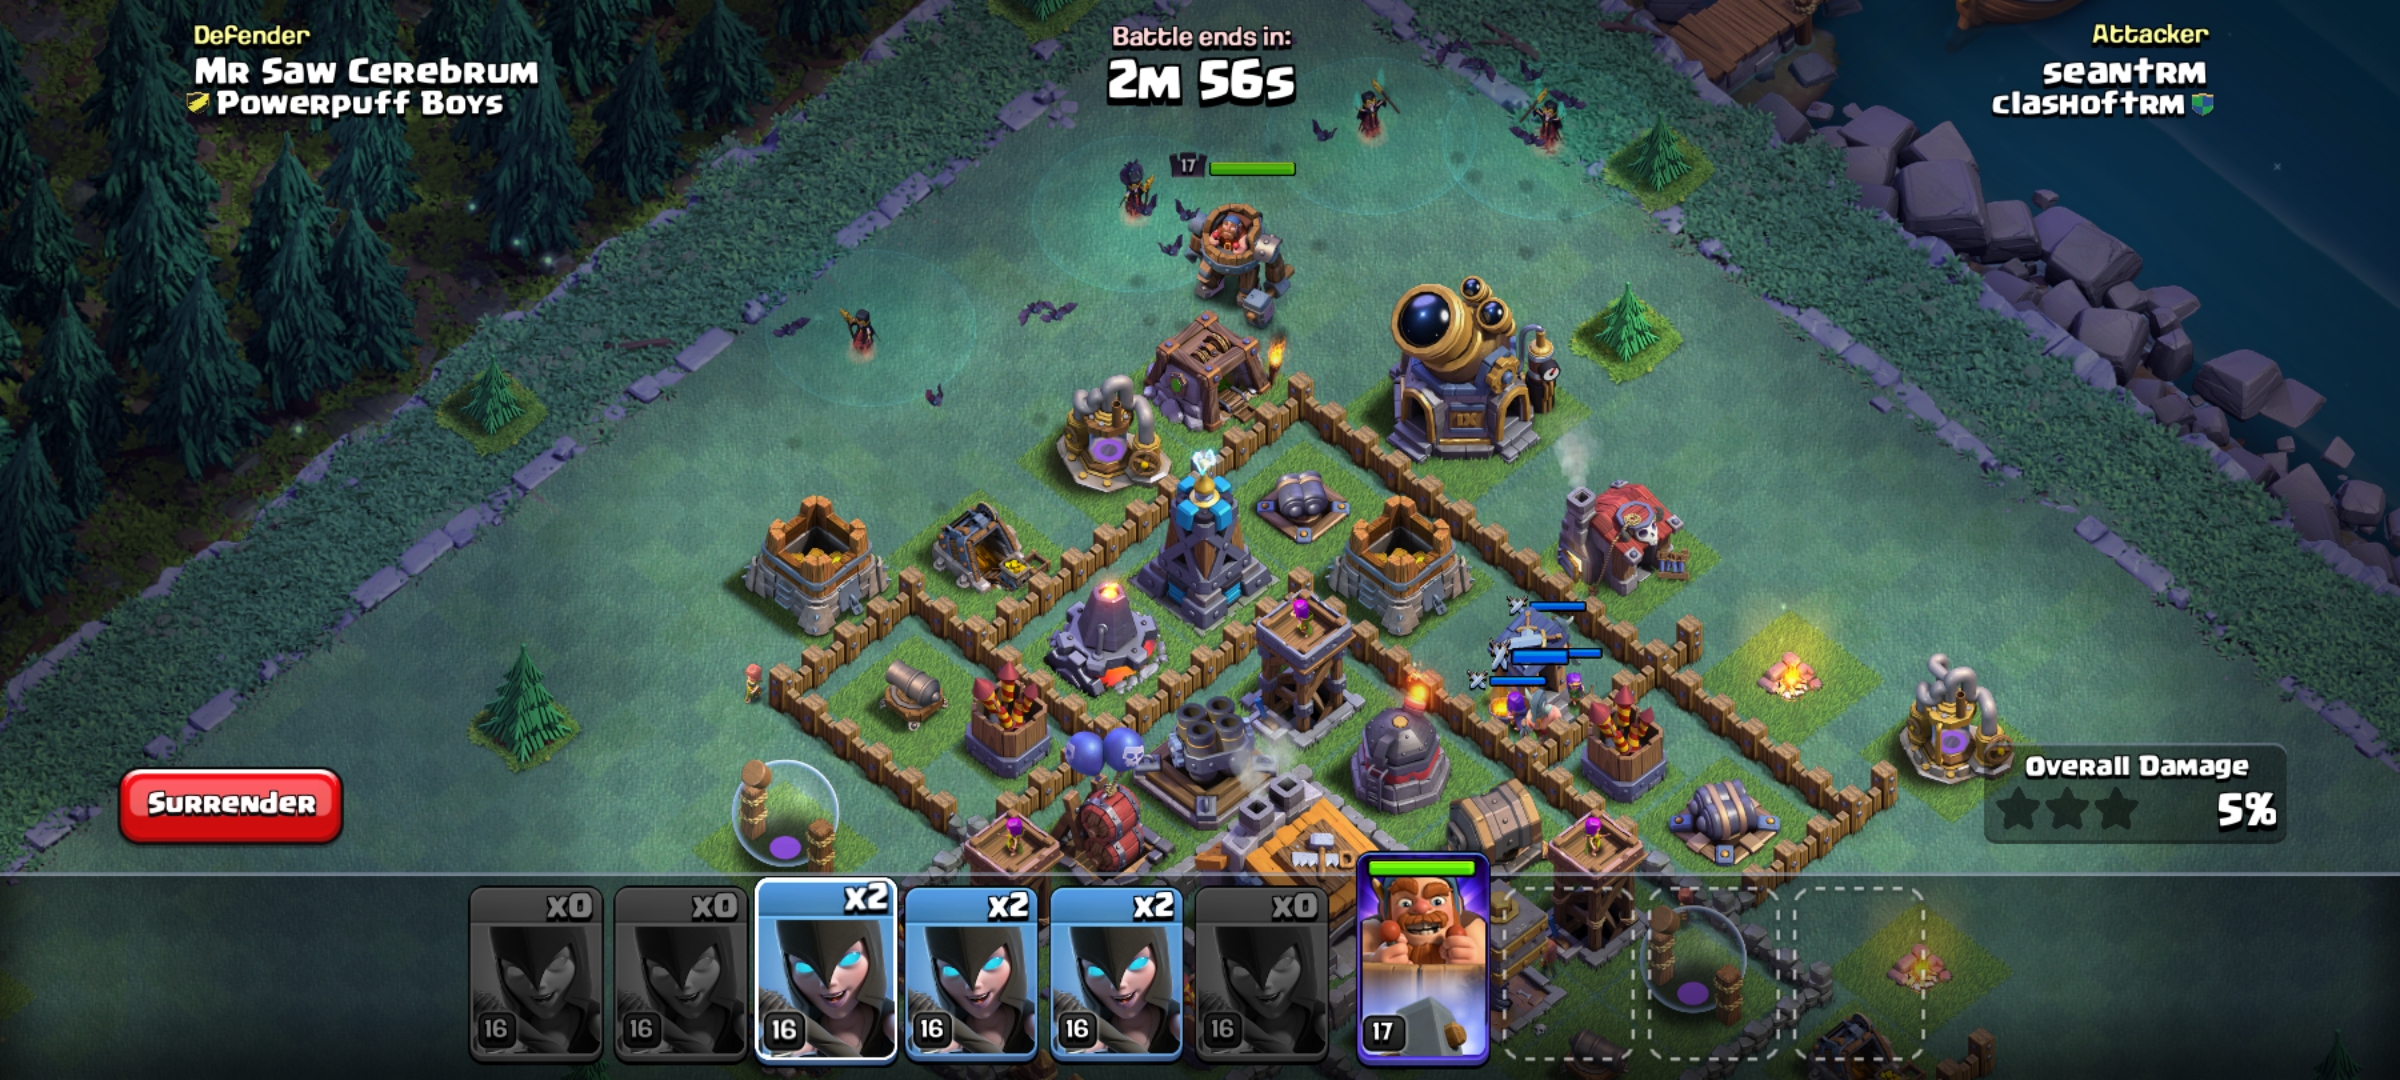 Defender
Mr Saw Cerebrum
Powerpuff Boys
Battle ends in:
2m 56s
Attacker
seantrm
clashoftrm
17
IX
Surrender
Overall Damage
5%
x0
x0
x2
x2
x2
x0
16
16
16
16
16
16
17